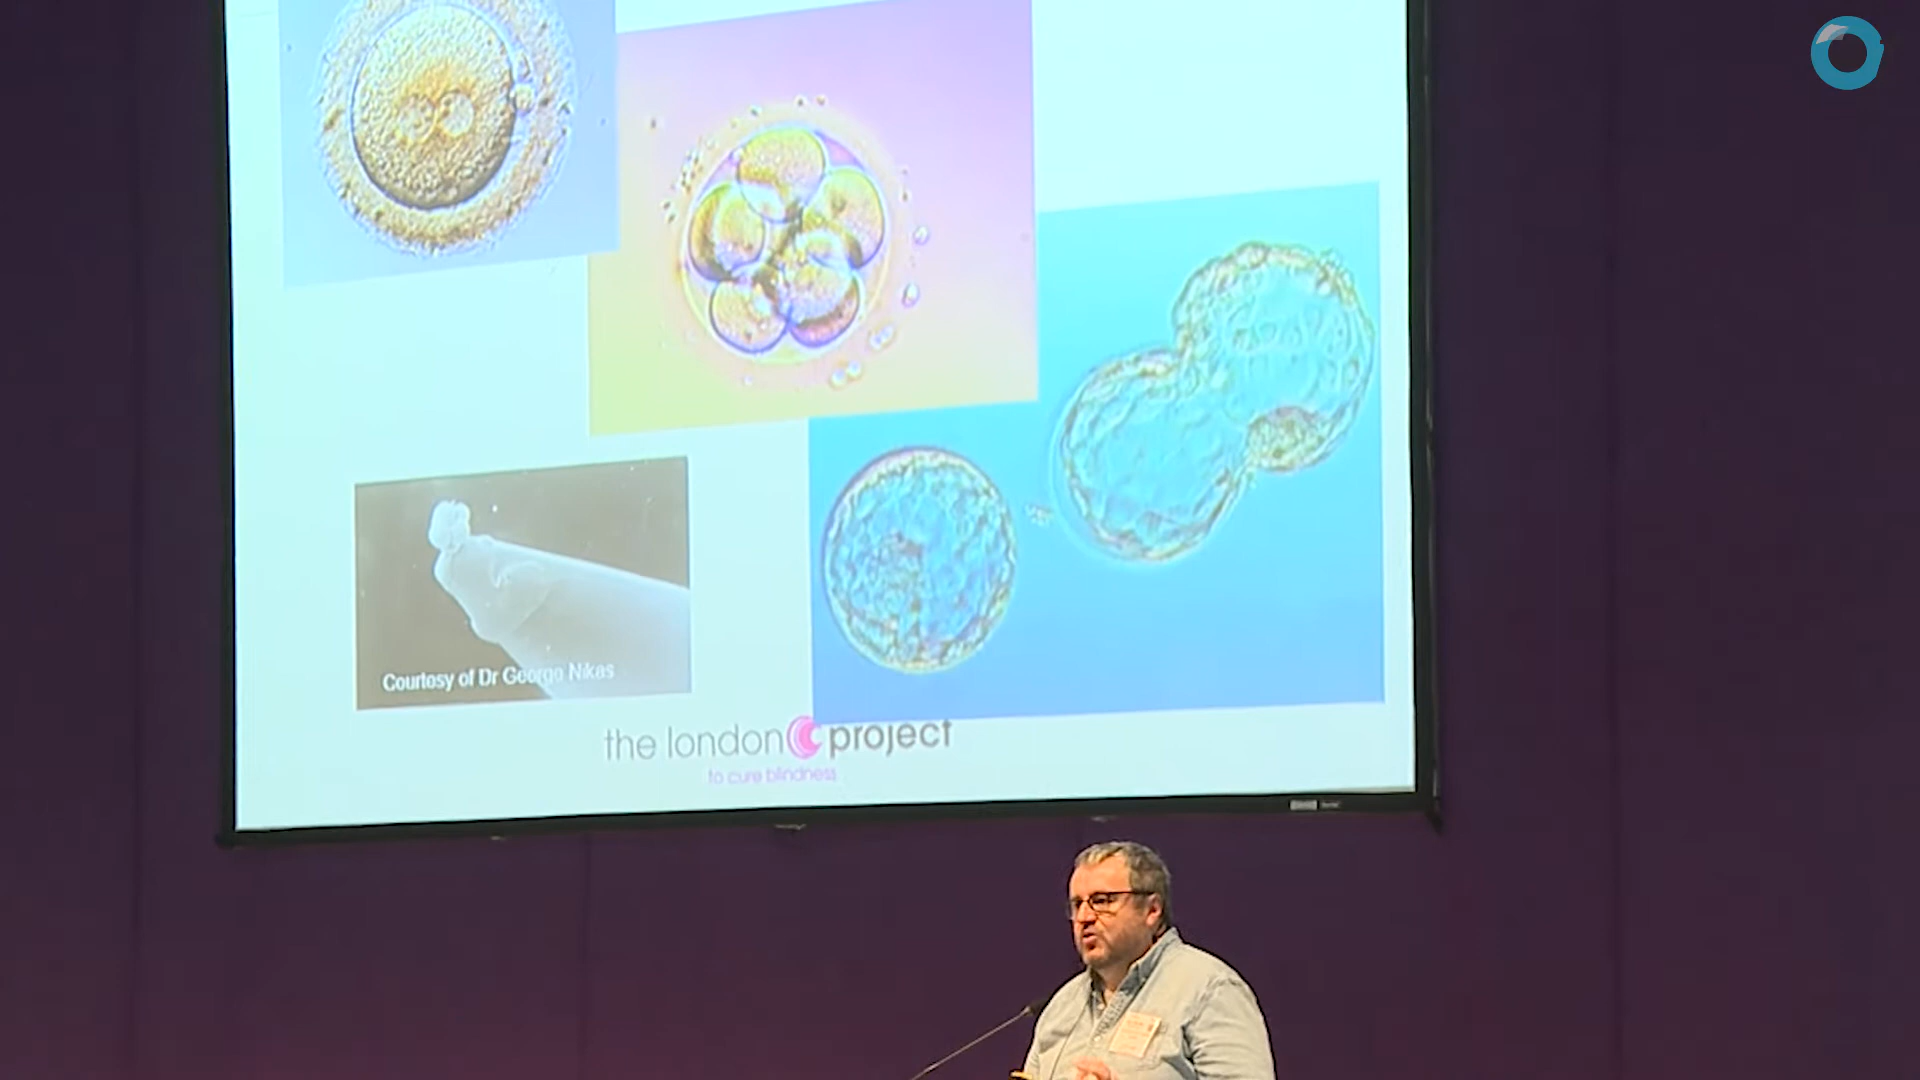 Courtesy of Dr George Nikas
the london project
to cure blindness